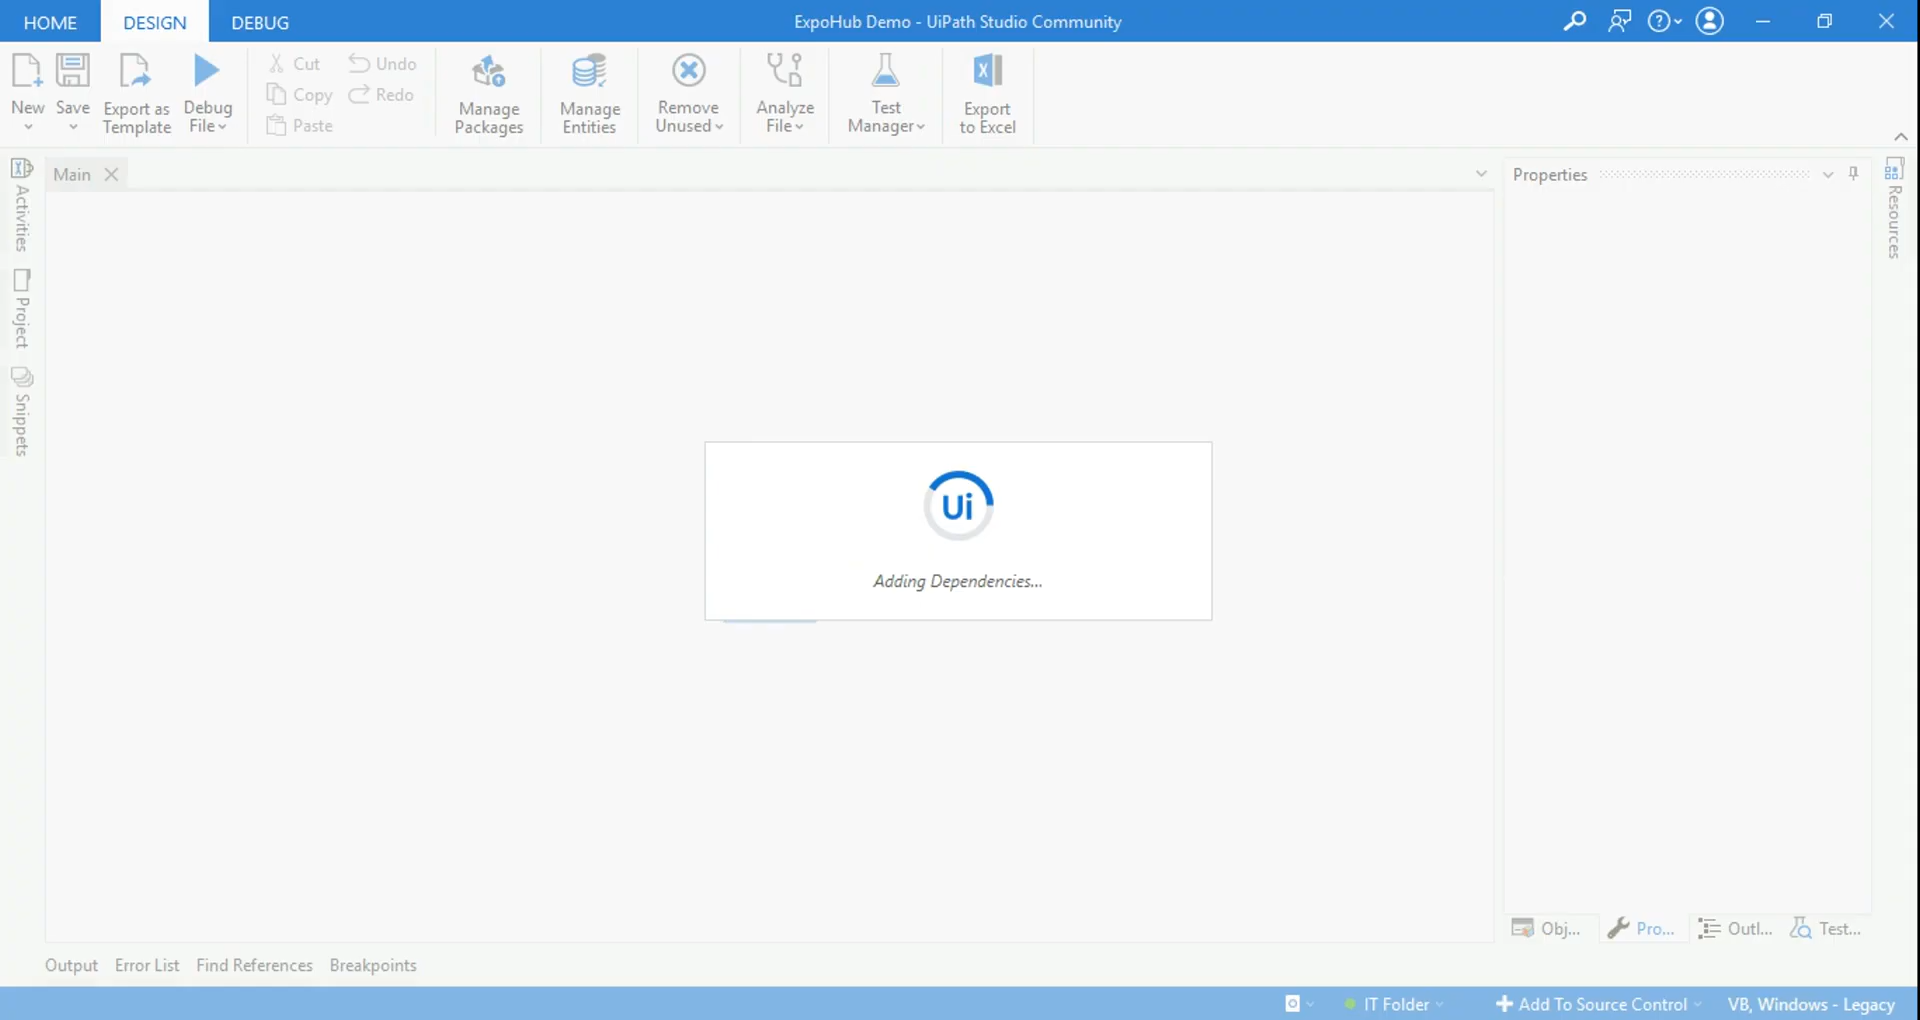 HOME DESIGN DEBUG ExpoHub Demo - UiPath Studio Community
New
Save
Export as
Template
Debug
File
Cut
Copy
Paste
Undo
Redo
Manage
Packages
Manage
Entities
Remove
Unused
Analyze
File
Test
Manager
Export
to Excel
Activities
Project
Snippets
Main
Properties
Resources
Ui
Adding Dependencies...
Obj... Pro... Outl... Test...
Output Error List Find References Breakpoints
IT Folder Add To Source Control VB, Windows - Legacy